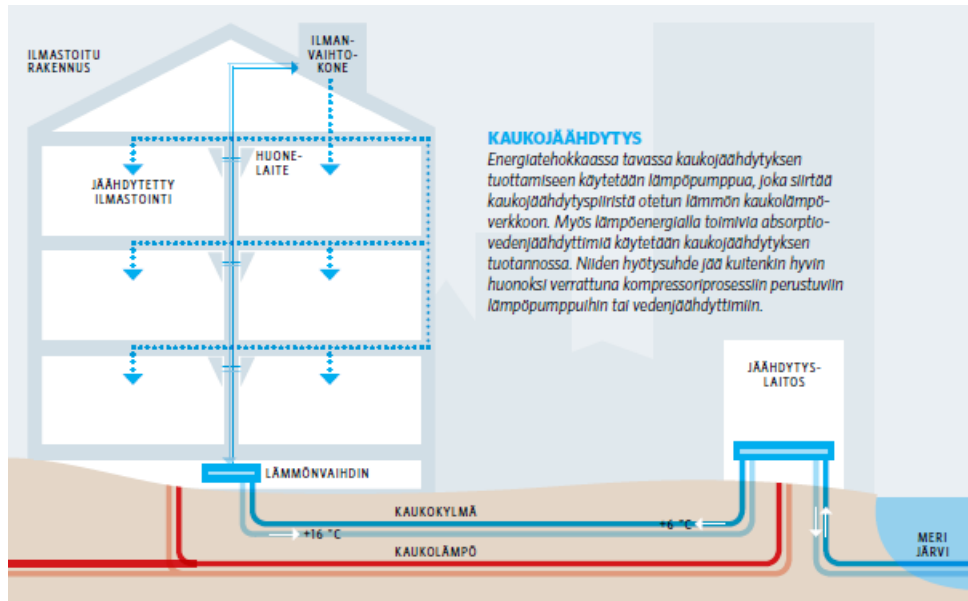 ILMASTOITU
RAKENNUS
ILMAN-
VAIHTO-
KONE
HUONE-
LAITE
JÄÄHDYTETTY
ILMASTOINTI
KAUKOJÄÄHDYTYS
Energiatehokkaassa tavassa kaukojäähdytyksen
tuottamiseen käytetään lämpöpumppua, joka siirtää
kaukojäähdytyspiiristä otetun lämmön kaukolämpö-
verkkoon. Myös lämpöenergialla toimivia absorptio-
vedenjäähdyttimiä käytetään kaukojäähdytyksen
tuotannossa. Niiden hyötysuhde jää kuitenkin hyvin
huonoksi verrattuna kompressoriprosessiin perustuviin
lämpöpumppuihin tai vedenjäähdyttimiin.
JÄÄHDYTYS-
LAITOS
LÄMMÖNVAIHDIN
KAUKOKYLMÄ
+6 °C
+16 °C
KAUKOLÄMPÖ
MERI
JÄRVI